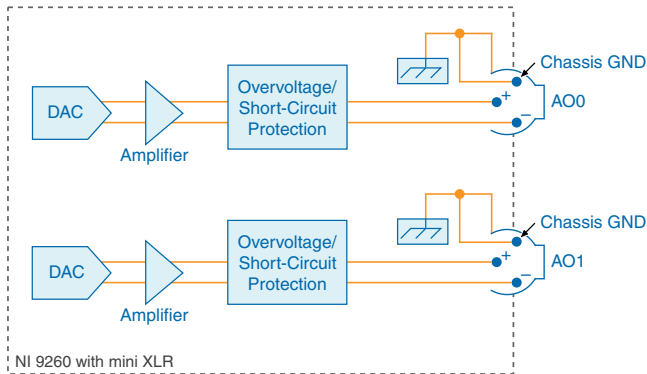 Chassis GND
DAC
Amplifier
Overvoltage/
Short-Circuit
Protection
+
−
AO0
Chassis GND
DAC
Amplifier
Overvoltage/
Short-Circuit
Protection
+
−
AO1
NI 9260 with mini XLR